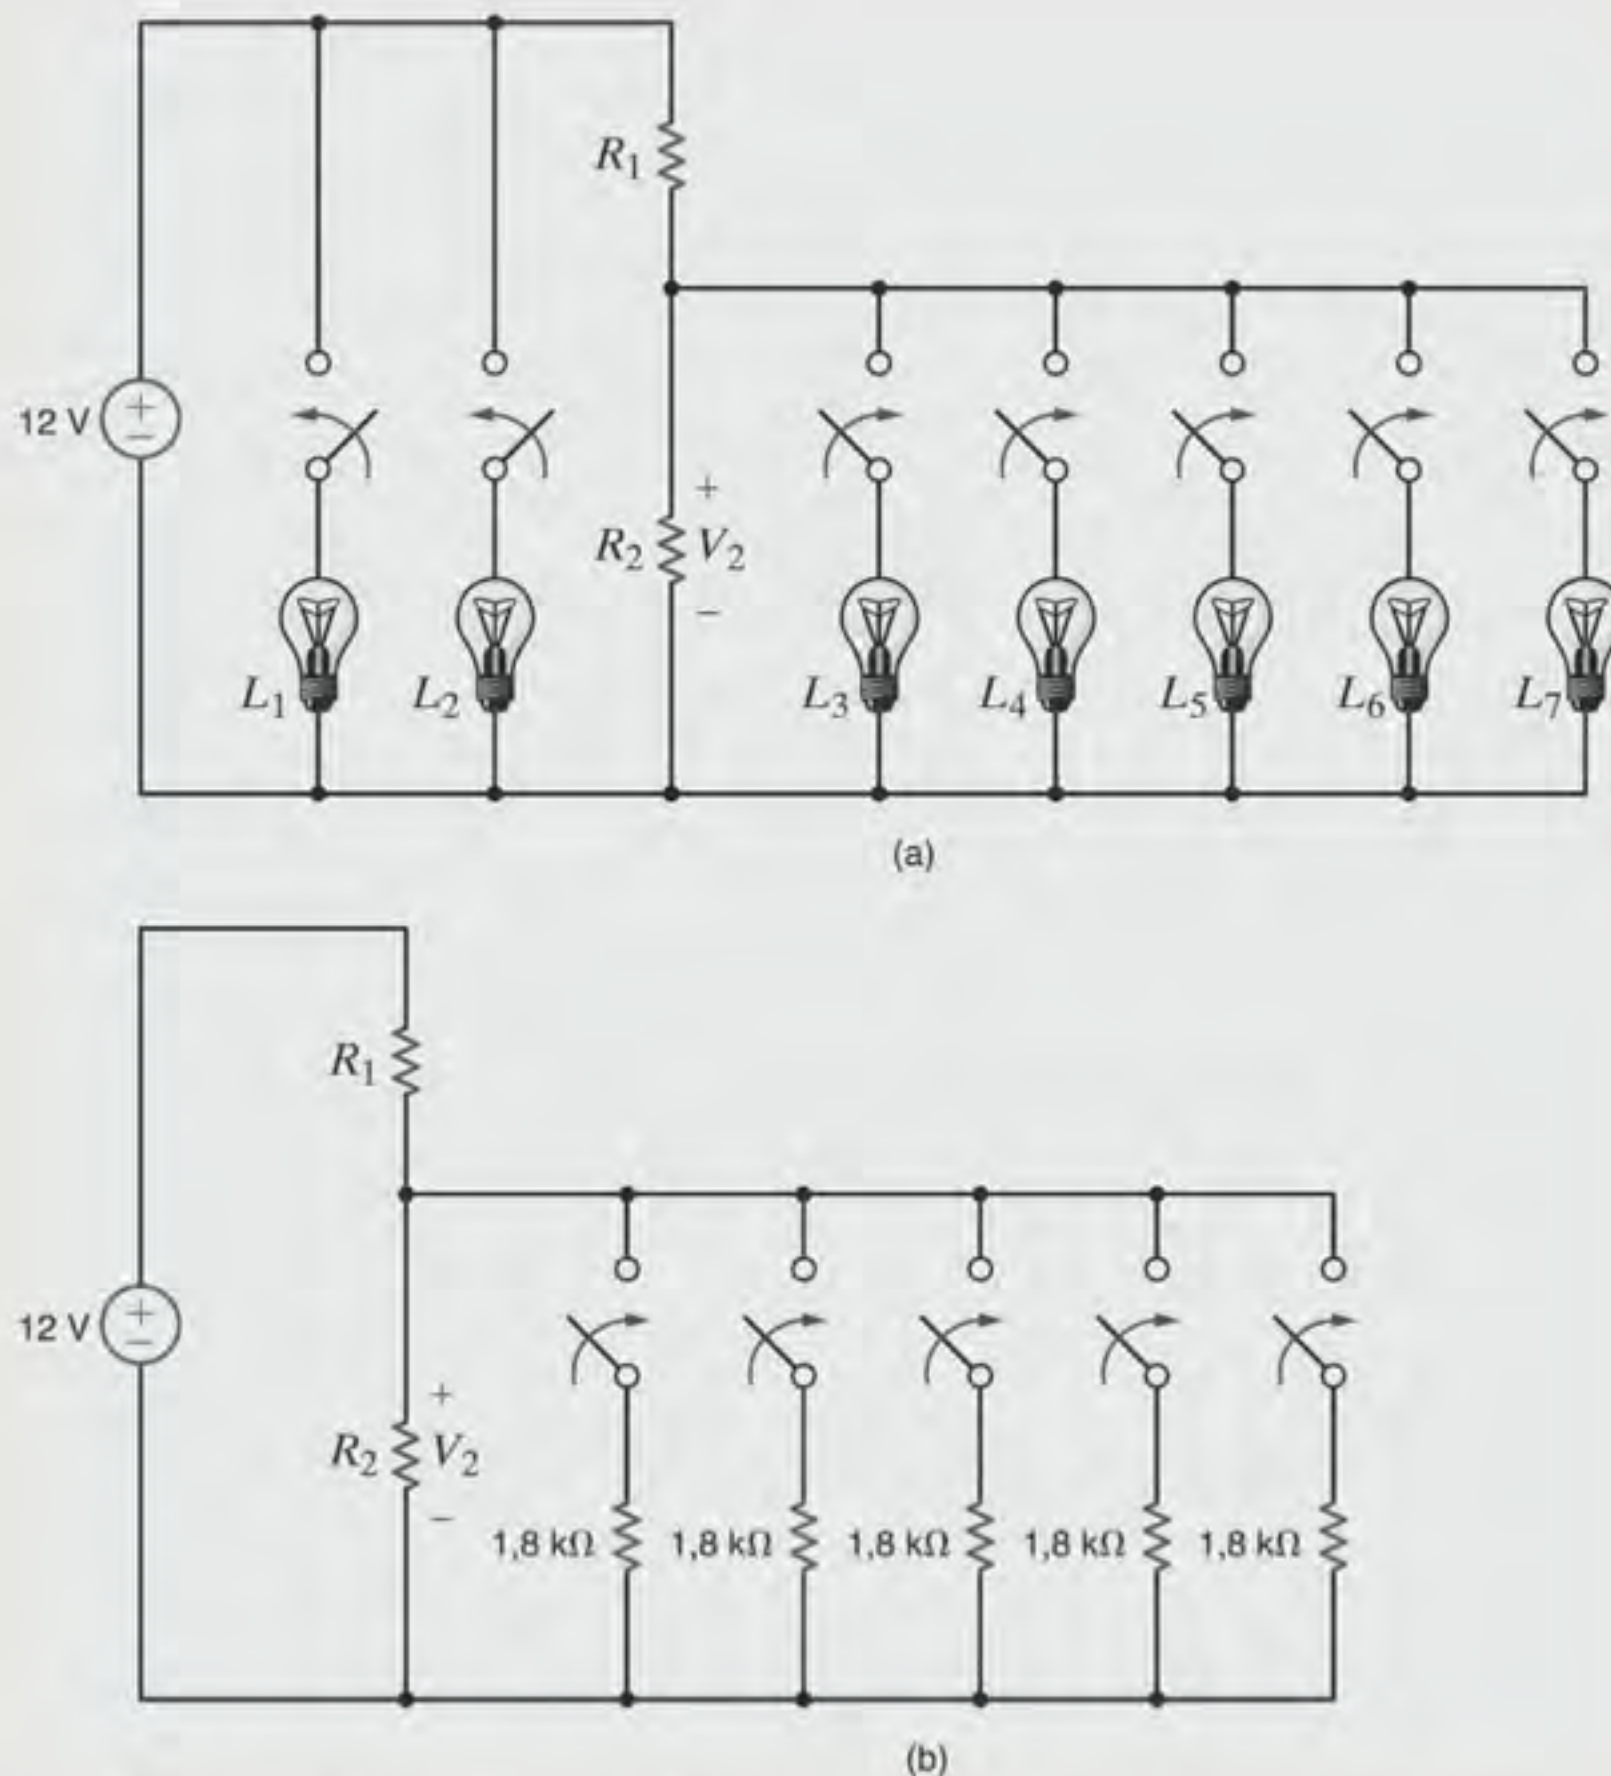 R1
12 V
+
−
+
R2 V2
−
L1 L2 L3 L4 L5 L6 L7
(a)
R1
12 V
+
−
+
R2 V2
−
1,8 kΩ 1,8 kΩ 1,8 kΩ 1,8 kΩ 1,8 kΩ
(b)